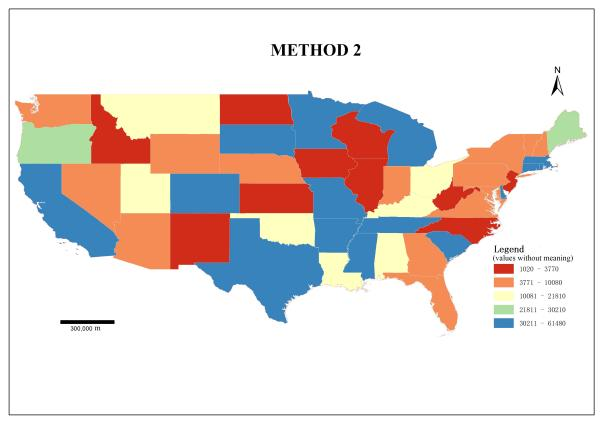 METHOD 2
N
Legend
(values without meaning)
1020 - 3770
3771 - 10080
10081 - 21810
21811 - 30210
30211 - 61480
300,000 m